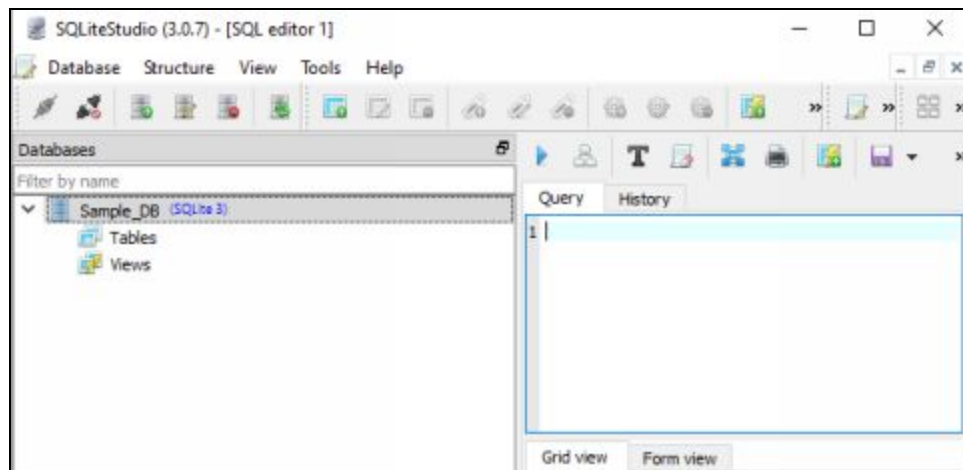 SQLiteStudio (3.0.7) - [SQL editor 1]
Database Structure View Tools Help
Databases
Filter by name
Sample_DB (SQLite 3)
Tables
Views
T
Query History
1
Grid view Form view